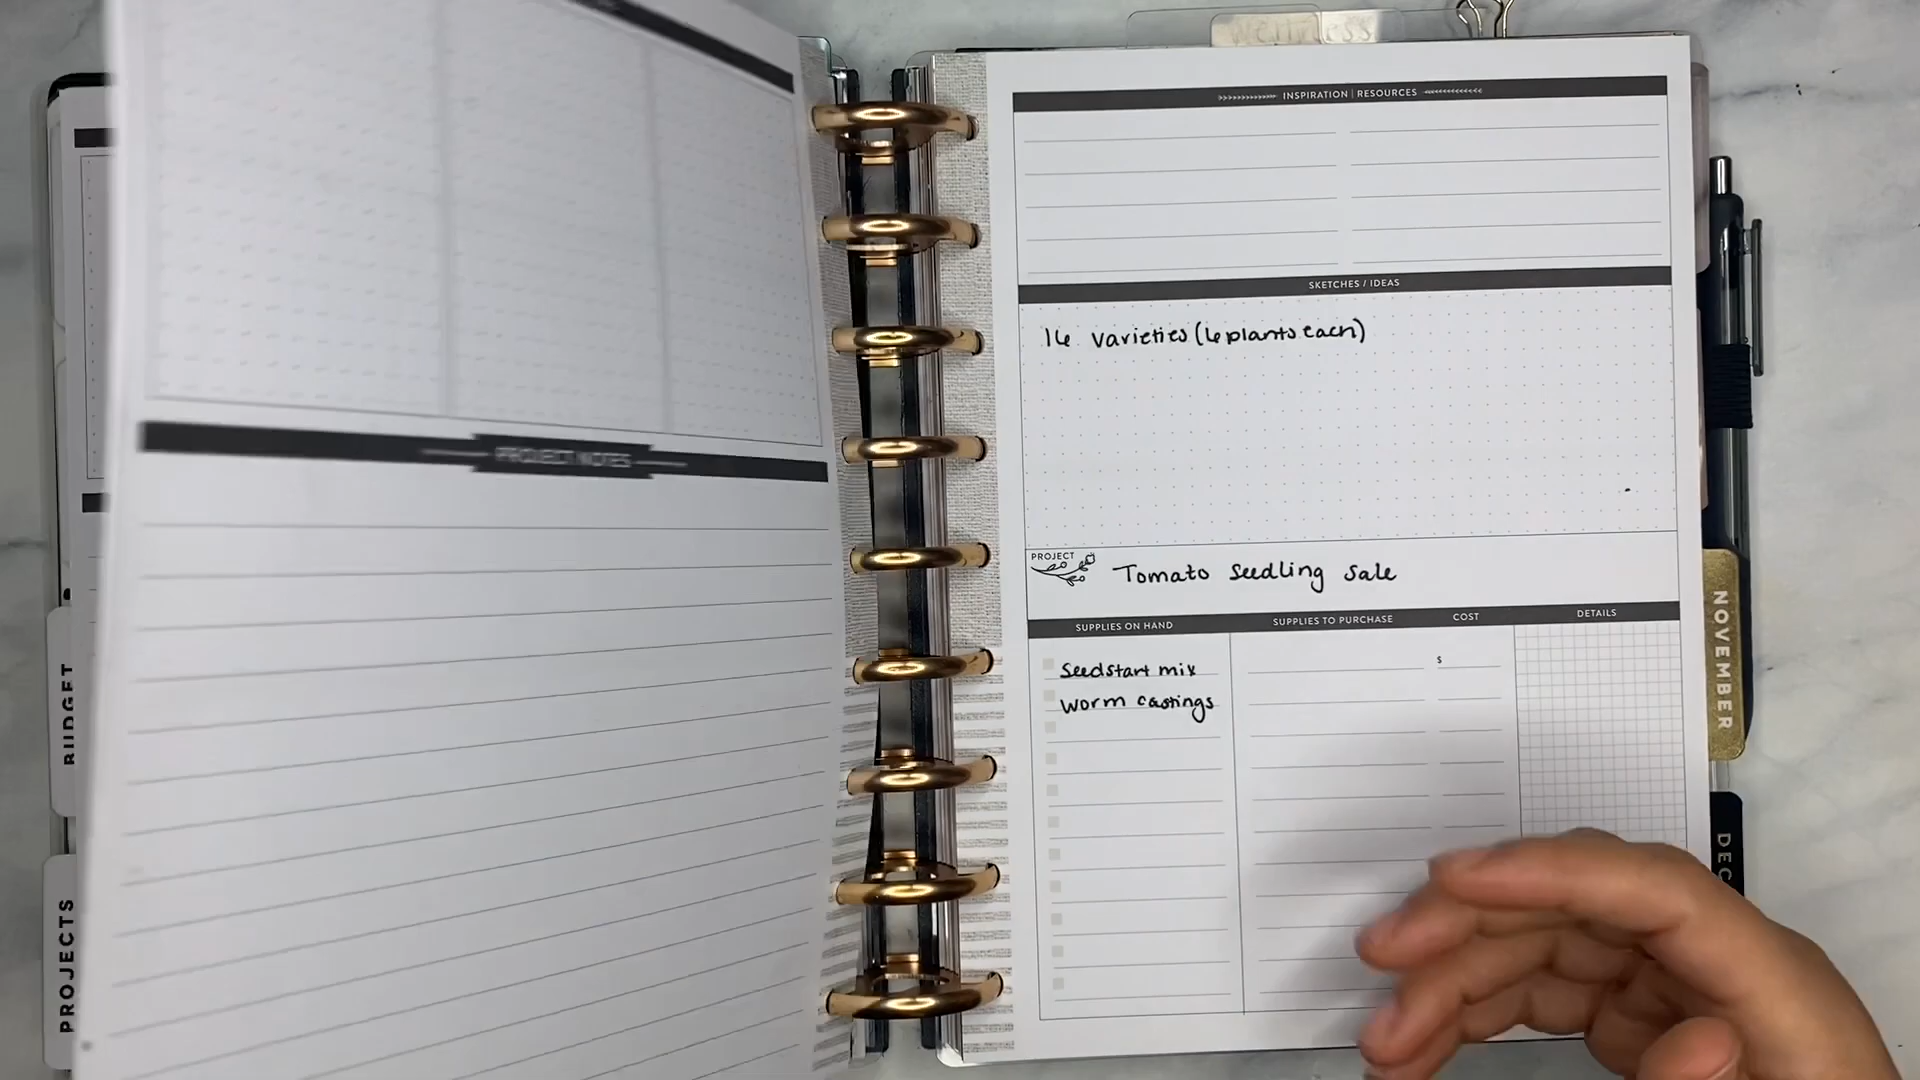 wellness
BUDGET
PROJECTS
PROJECT NOTES
INSPIRATION | RESOURCES
SKETCHES / IDEAS
16 varieties (6 plants each)
PROJECT
Tomato Seedling Sale
SUPPLIES ON HAND
SUPPLIES TO PURCHASE
COST
DETAILS
Seedstart mix
$
worm castings
NOVEMBER
DEC